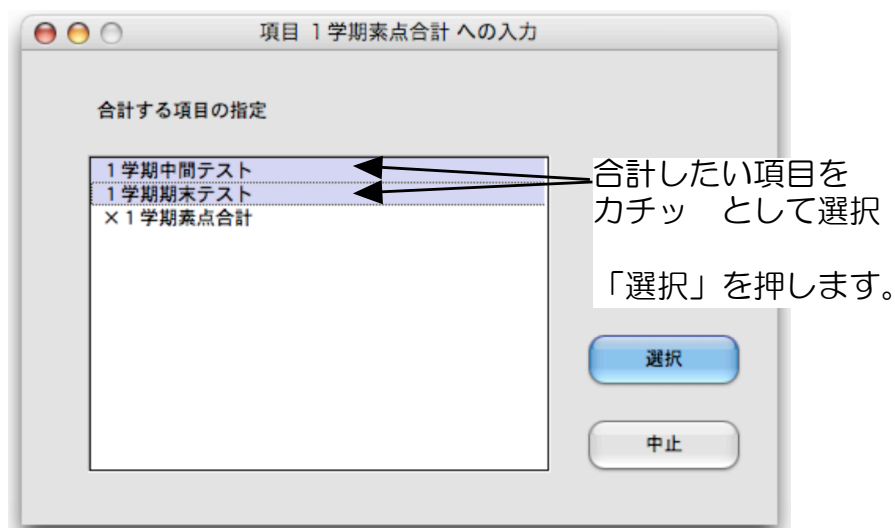 項目 １学期素点合計 への入力
合計する項目の指定
１学期中間テスト
１学期期末テスト
×１学期素点合計
合計したい項目を
カチッ　として選択
「選択」を押します。
選択
中止